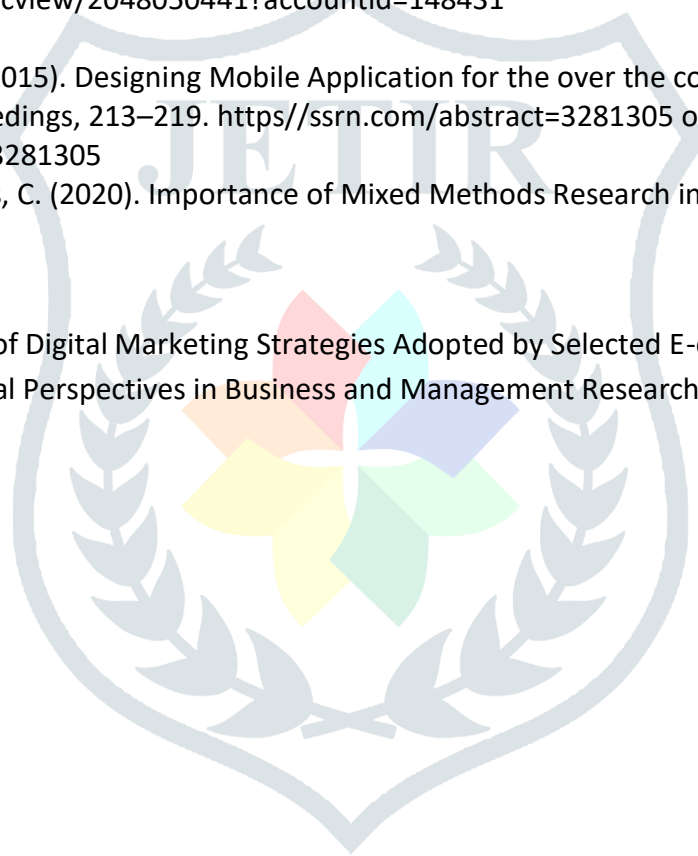 cview/2048050441?accountid=148431
015). Designing Mobile Application for the over the co
edings, 213–219. https//ssrn.com/abstract=3281305 o
3281305
JETIR
, C. (2020). Importance of Mixed Methods Research in
of Digital Marketing Strategies Adopted by Selected E-
al Perspectives in Business and Management Research